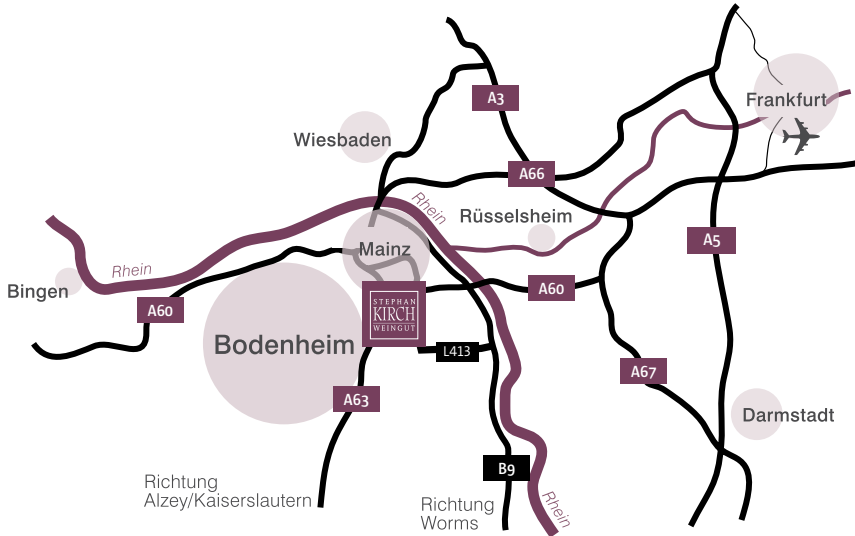 A3
Frankfurt
Wiesbaden
A66
Rhein
Rüsselsheim
A5
Mainz
Rhein
Bingen
A60
A60
STEPHAN
KIRCH
WEINGUT
Bodenheim
L413
A67
A63
Darmstadt
B9
Richtung
Alzey/Kaiserslautern
Richtung
Worms
Rhein